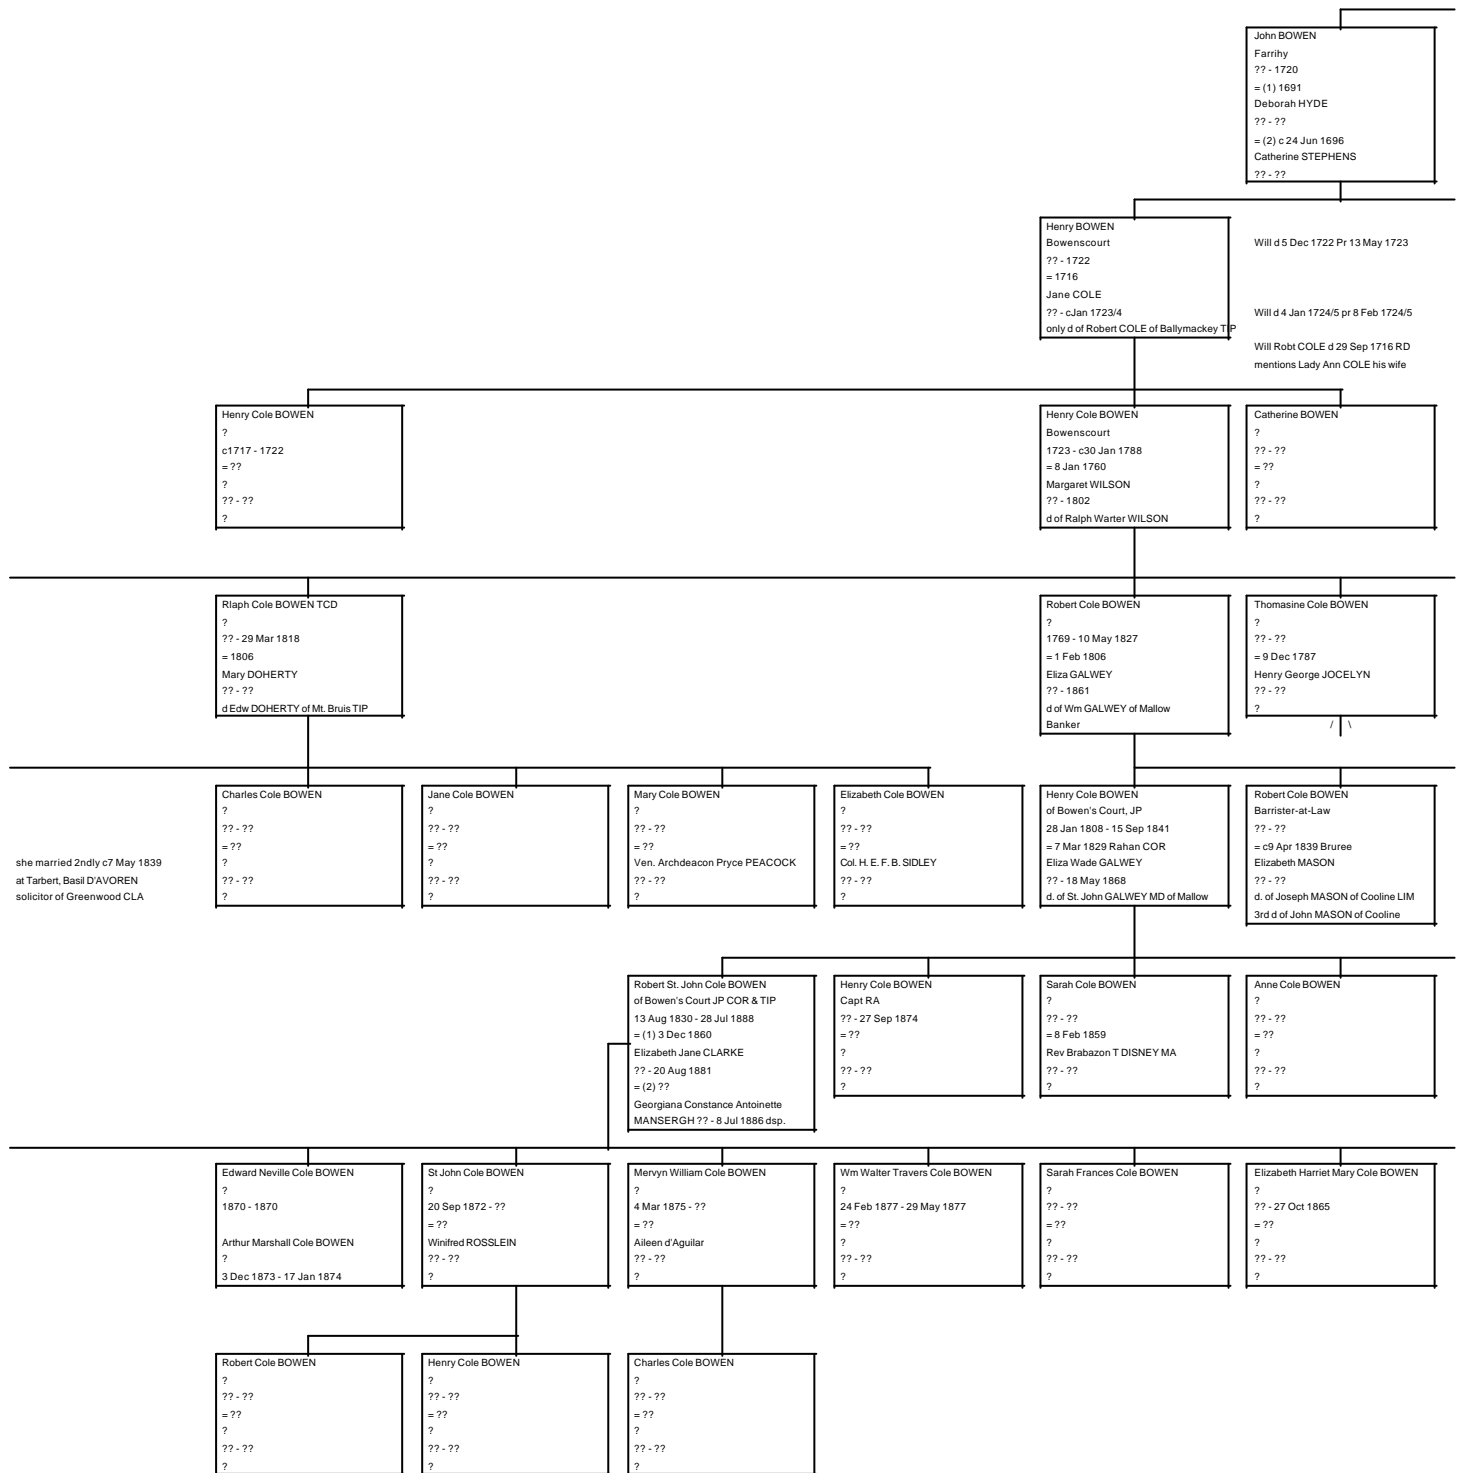 John BOWEN
Farrihy
?? - 1720
= (1) 1691
Deborah HYDE
?? - ??
= (2) c 24 Jun 1696
Catherine STEPHENS
?? - ??
Henry BOWEN
Bowenscourt
?? - 1722
= 1716
Jane COLE
?? - cJan 1723/4
only d of Robert COLE of Ballymackey TIP
Will d 5 Dec 1722 Pr 13 May 1723
Will d 4 Jan 1724/5 pr 8 Feb 1724/5
Will Robt COLE d 29 Sep 1716 RD
mentions Lady Ann COLE his wife
Henry Cole BOWEN
?
c1717 - 1722
= ??
?
?? - ??
?
Henry Cole BOWEN
Bowenscourt
1723 - c30 Jan 1788
= 8 Jan 1760
Margaret WILSON
?? - 1802
d of Ralph Warter WILSON
Catherine BOWEN
?
?? - ??
= ??
?
?? - ??
?
Rlaph Cole BOWEN TCD
?
?? - 29 Mar 1818
= 1806
Mary DOHERTY
?? - ??
d Edw DOHERTY of Mt. Bruis TIP
Robert Cole BOWEN
?
1769 - 10 May 1827
= 1 Feb 1806
Eliza GALWEY
?? - 1861
d of Wm GALWEY of Mallow
Banker
Thomasine Cole BOWEN
?
?? - ??
= 9 Dec 1787
Henry George JOCELYN
?? - ??
?
/ \
she married 2ndly c7 May 1839
at Tarbert, Basil D'AVOREN
solicitor of Greenwood CLA
Charles Cole BOWEN
?
?? - ??
= ??
?
?? - ??
?
Jane Cole BOWEN
?
?? - ??
= ??
?
?? - ??
?
Mary Cole BOWEN
?
?? - ??
= ??
Ven. Archdeacon Pryce PEACOCK
?? - ??
?
Elizabeth Cole BOWEN
?
?? - ??
= ??
Col. H. E. F. B. SIDLEY
?? - ??
?
Henry Cole BOWEN
of Bowen's Court, JP
28 Jan 1808 - 15 Sep 1841
= 7 Mar 1829 Rahan COR
Eliza Wade GALWEY
?? - 18 May 1868
d. of St. John GALWEY MD of Mallow
Robert Cole BOWEN
Barrister-at-Law
?? - ??
= c9 Apr 1839 Bruree
Elizabeth MASON
?? - ??
d. of Joseph MASON of Cooline LIM
3rd d of John MASON of Cooline
Robert St. John Cole BOWEN
of Bowen's Court JP COR & TIP
13 Aug 1830 - 28 Jul 1888
= (1) 3 Dec 1860
Elizabeth Jane CLARKE
?? - 20 Aug 1881
= (2) ??
Georgiana Constance Antoinette
MANSERGH ?? - 8 Jul 1886 dsp.
Henry Cole BOWEN
Capt RA
?? - 27 Sep 1874
= ??
?
?? - ??
?
Sarah Cole BOWEN
?
?? - ??
= 8 Feb 1859
Rev Brabazon T DISNEY MA
?? - ??
?
Anne Cole BOWEN
?
?? - ??
= ??
?
?? - ??
?
Edward Neville Cole BOWEN
?
1870 - 1870
Arthur Marshall Cole BOWEN
?
3 Dec 1873 - 17 Jan 1874
St John Cole BOWEN
?
20 Sep 1872 - ??
= ??
Winifred ROSSLEIN
?? - ??
?
Mervyn William Cole BOWEN
?
4 Mar 1875 - ??
= ??
Aileen d'Aguilar
?? - ??
?
Wm Walter Travers Cole BOWEN
?
24 Feb 1877 - 29 May 1877
= ??
?
?? - ??
?
Sarah Frances Cole BOWEN
?
?? - ??
= ??
?
?? - ??
?
Elizabeth Harriet Mary Cole BOWEN
?
?? - 27 Oct 1865
= ??
?
?? - ??
?
Robert Cole BOWEN
?
?? - ??
= ??
?
?? - ??
?
Henry Cole BOWEN
?
?? - ??
= ??
?
?? - ??
?
Charles Cole BOWEN
?
?? - ??
= ??
?
?? - ??
?